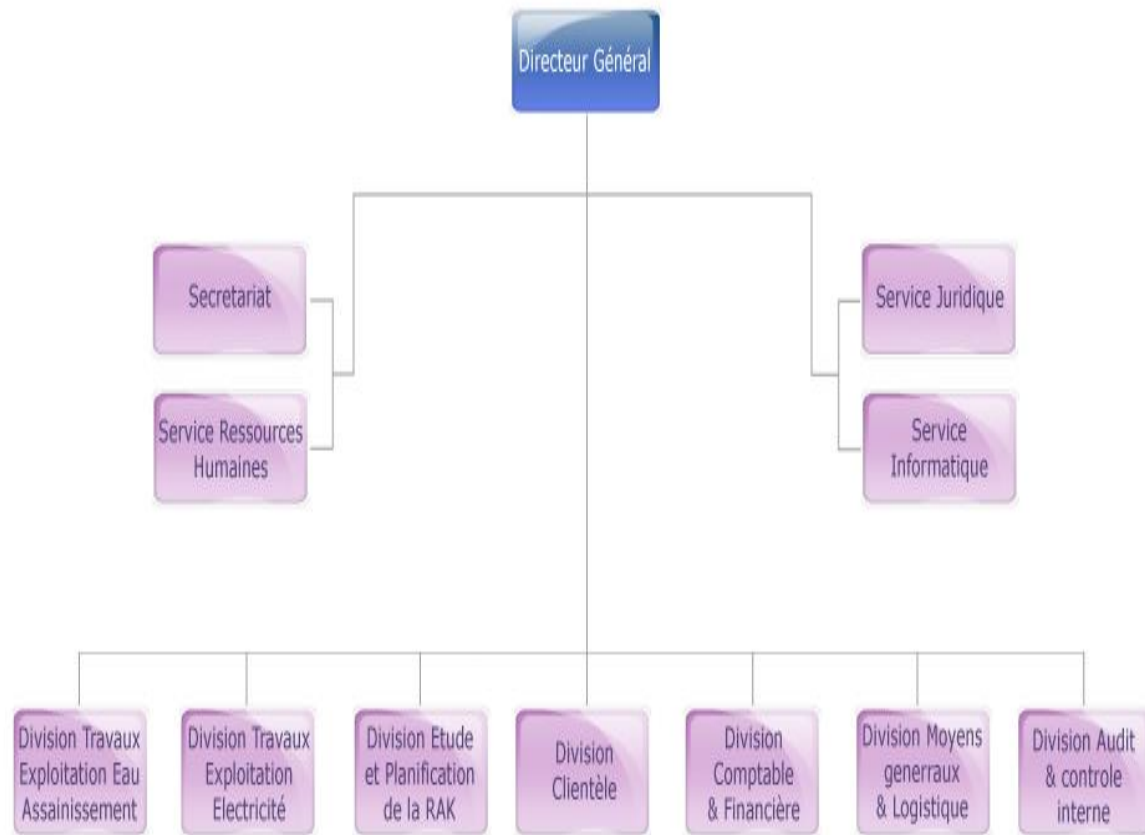 Directeur Général
Secretariat
Service Juridique
Service Ressources
Humaines
Service
Informatique
Division Travaux
Exploitation Eau
Assainissement
Division Travaux
Exploitation
Electricité
Division Etude
et Planification
de la RAK
Division
Clientèle
Division
Comptable
& Financière
Division Moyens
generraux
& Logistique
Division Audit
& controle
interne